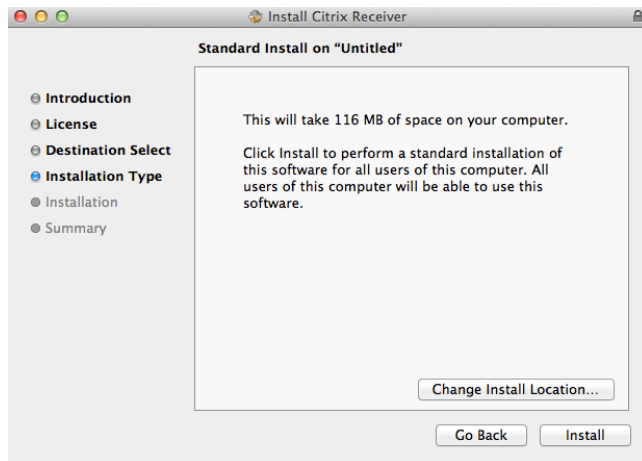 Install Citrix Receiver
Standard Install on "Untitled"
Introduction
License
Destination Select
Installation Type
Installation
Summary
This will take 116 MB of space on your computer.
Click Install to perform a standard installation of
this software for all users of this computer. All
users of this computer will be able to use this
software.
Change Install Location...
Go Back
Install